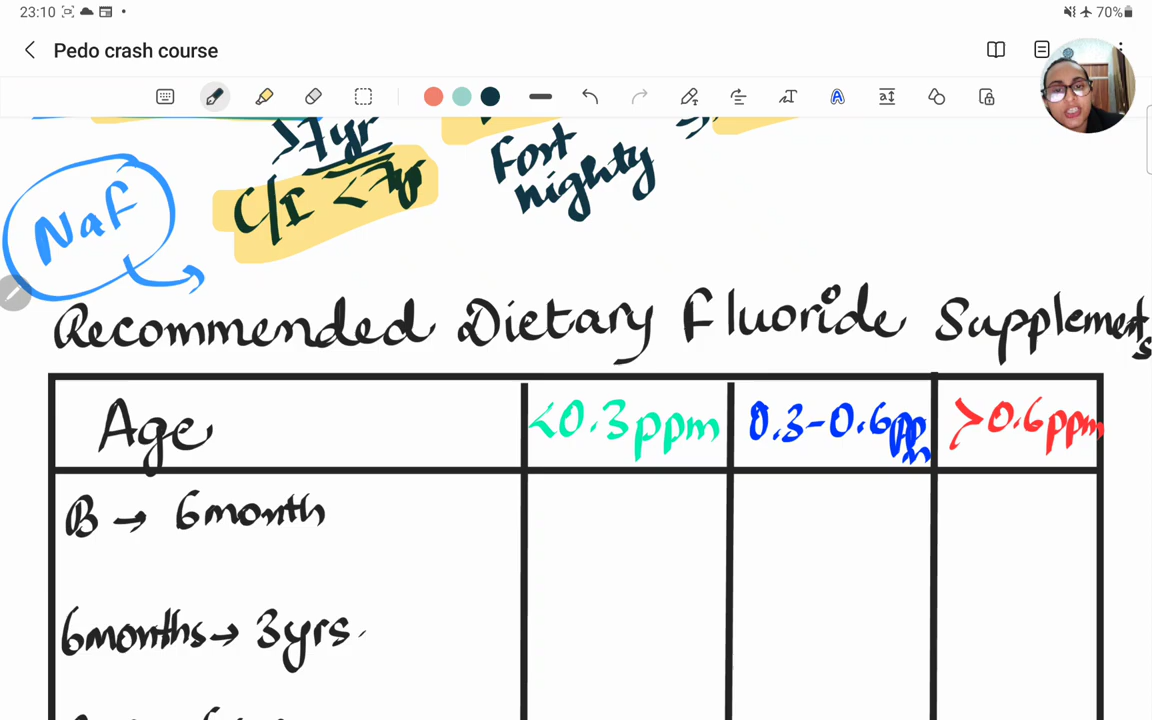 23:10
70%
Pedo crash course
>7yr
C/I <7yr
Fort
nighty
NaF
Recommended Dietary Fluoride Supplements
Age <0.3ppm 0.3-0.6ppm >0.6ppm
B → 6month
6months → 3yrs